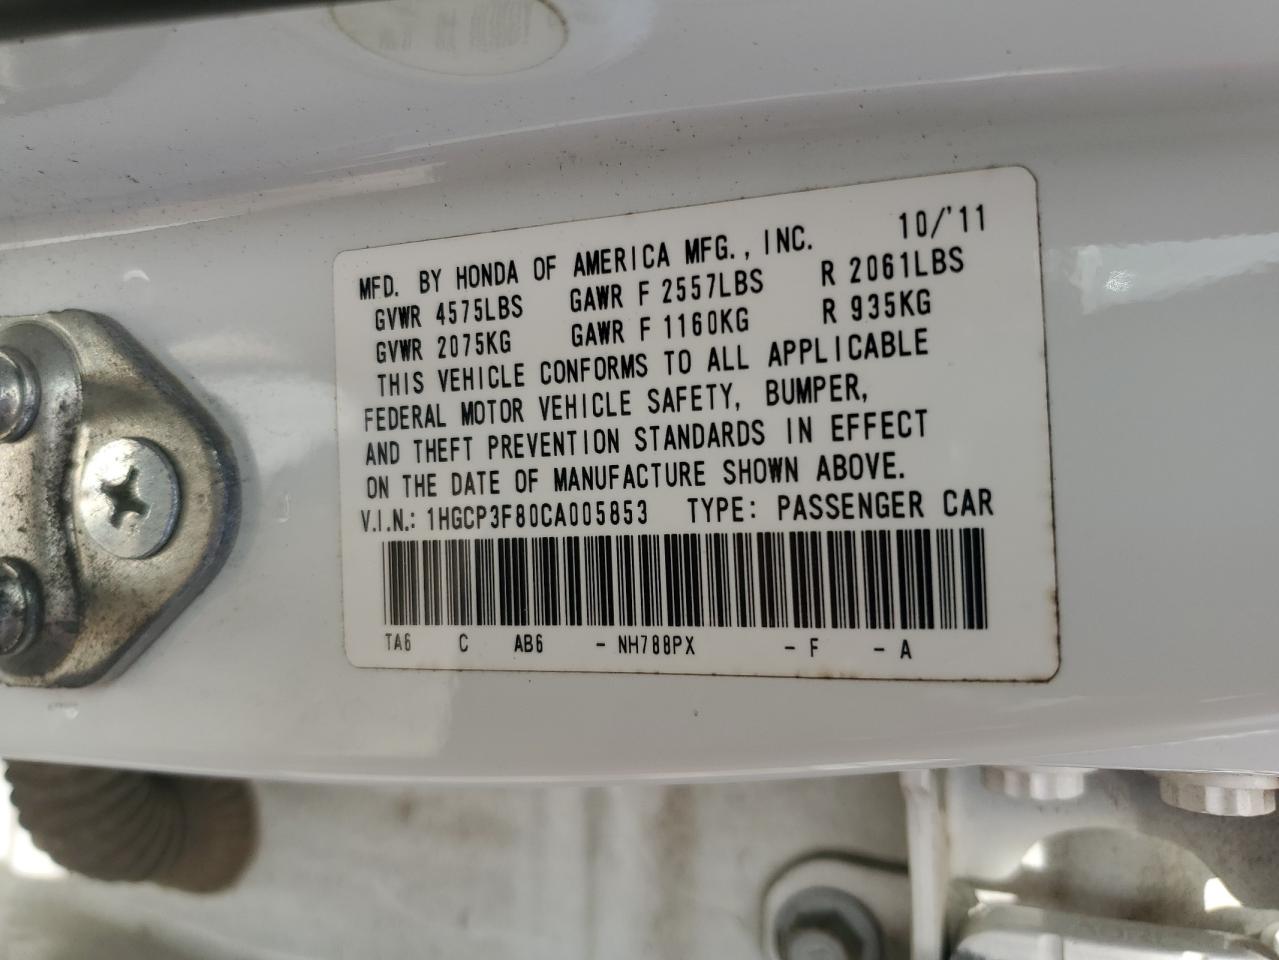 MFD. BY HONDA OF AMERICA MFG., INC. 10/'11
GVWR 4575LBS GAWR F 2557LBS R 2061LBS
GVWR 2075KG GAWR F 1160KG R 935KG
THIS VEHICLE CONFORMS TO ALL APPLICABLE
FEDERAL MOTOR VEHICLE SAFETY, BUMPER,
AND THEFT PREVENTION STANDARDS IN EFFECT
ON THE DATE OF MANUFACTURE SHOWN ABOVE.
V.I.N.: 1HGCP3F80CA005853 TYPE: PASSENGER CAR
TA6 C AB6 - NH788PX - F - A